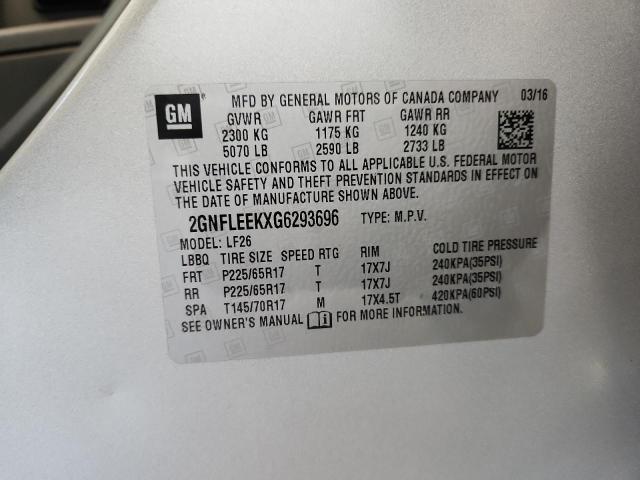 GM
MFD BY GENERAL MOTORS OF CANADA COMPANY 03/16
GVWR GAWR FRT GAWR RR
2300 KG 1175 KG 1240 KG
5070 LB 2590 LB 2733 LB
THIS VEHICLE CONFORMS TO ALL APPLICABLE U.S. FEDERAL MOTOR
VEHICLE SAFETY AND THEFT PREVENTION STANDARDS IN EFFECT ON
THE DATE OF MANUFACTURE SHOWN ABOVE.
2GNFLEEKXG6293696 TYPE: M.P.V.
MODEL: LF26
LBBQ TIRE SIZE SPEED RTG RIM COLD TIRE PRESSURE
FRT P225/65R17 T 17X7J 240KPA(35PSI)
RR P225/65R17 T 17X7J 240KPA(35PSI)
SPA T145/70R17 M 17X4.5T 420KPA(60PSI)
SEE OWNER'S MANUAL FOR MORE INFORMATION.